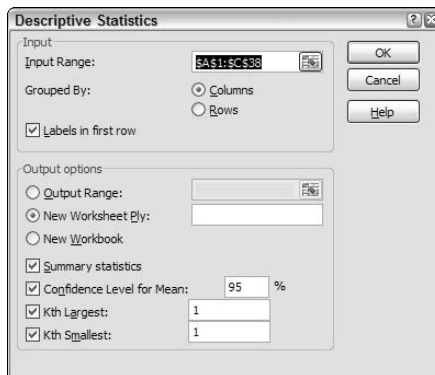 Descriptive Statistics
Input
Input Range: $A$1:$C$38
Grouped By: Columns
Rows
Labels in first row
OK
Cancel
Help
Output options
Output Range:
New Worksheet Ply:
New Workbook
Summary statistics
Confidence Level for Mean: 95 %
Kth Largest: 1
Kth Smallest: 1